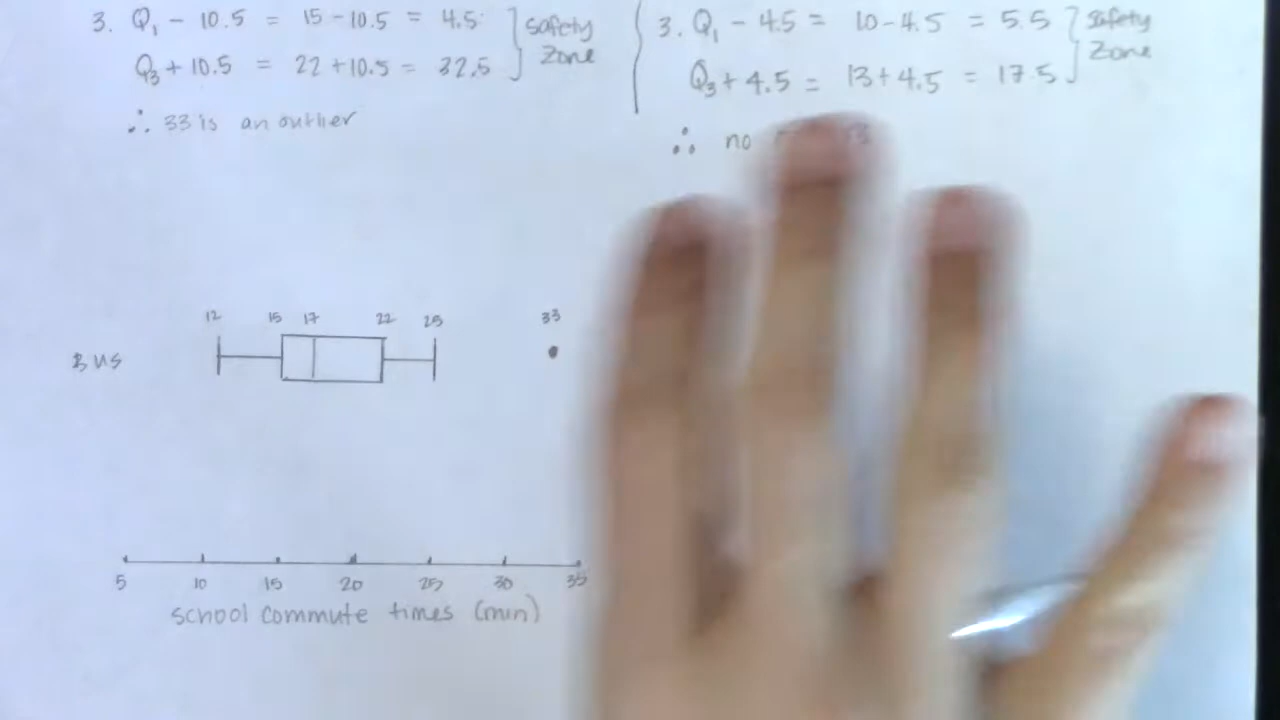 3. Q₁ - 10.5 = 15 - 10.5 = 4.5
Q₃ + 10.5 = 22 + 10.5 = 32.5
safety
zone
∴ 33 is an outlier
3. Q₁ - 4.5 = 10 - 4.5 = 5.5
Q₃ + 4.5 = 13 + 4.5 = 17.5
safety
zone
∴ no
12 15 17 22 25 33
BUS
5 10 15 20 25 30 35
school commute times (min)